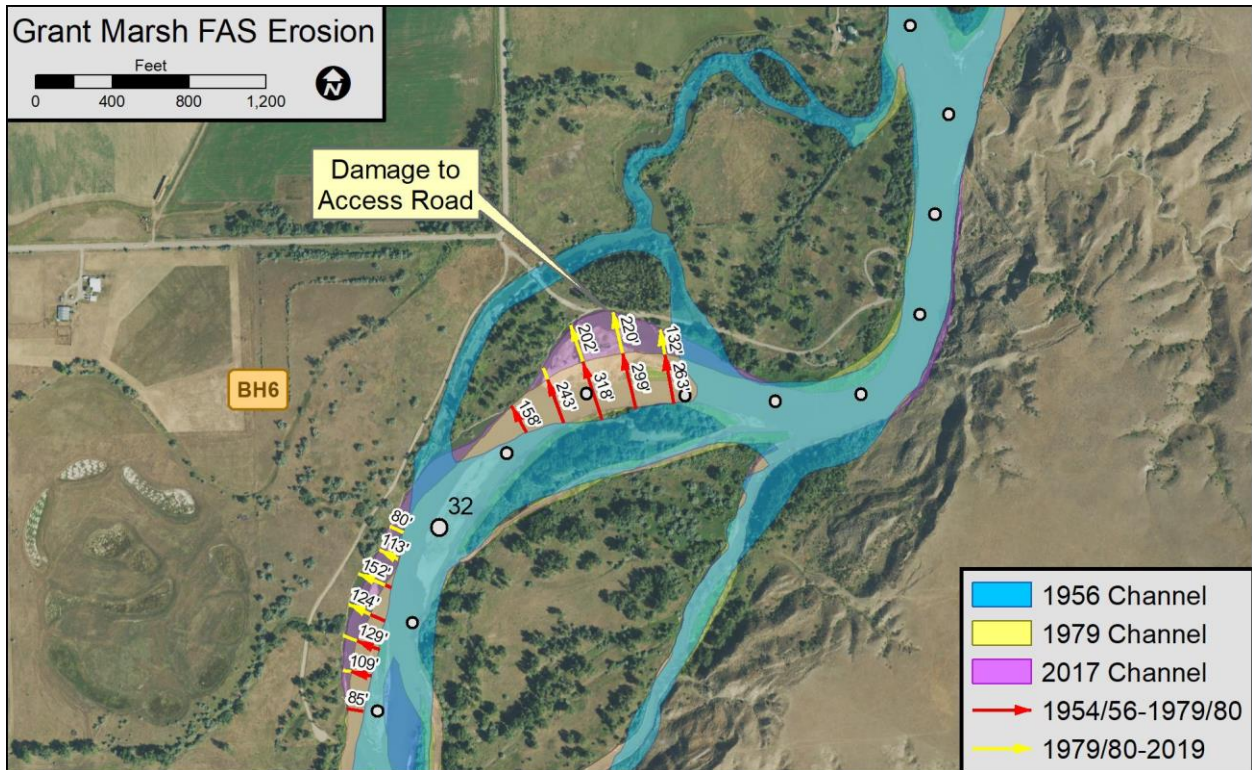 Grant Marsh FAS Erosion
Feet
0 400 800 1,200
N
Damage to
Access Road
202'
220'
132'
158'
243'
318'
299'
263'
BH6
32
80'
113'
152'
124'
129'
109'
85'
1956 Channel
1979 Channel
2017 Channel
1954/56-1979/80
1979/80-2019